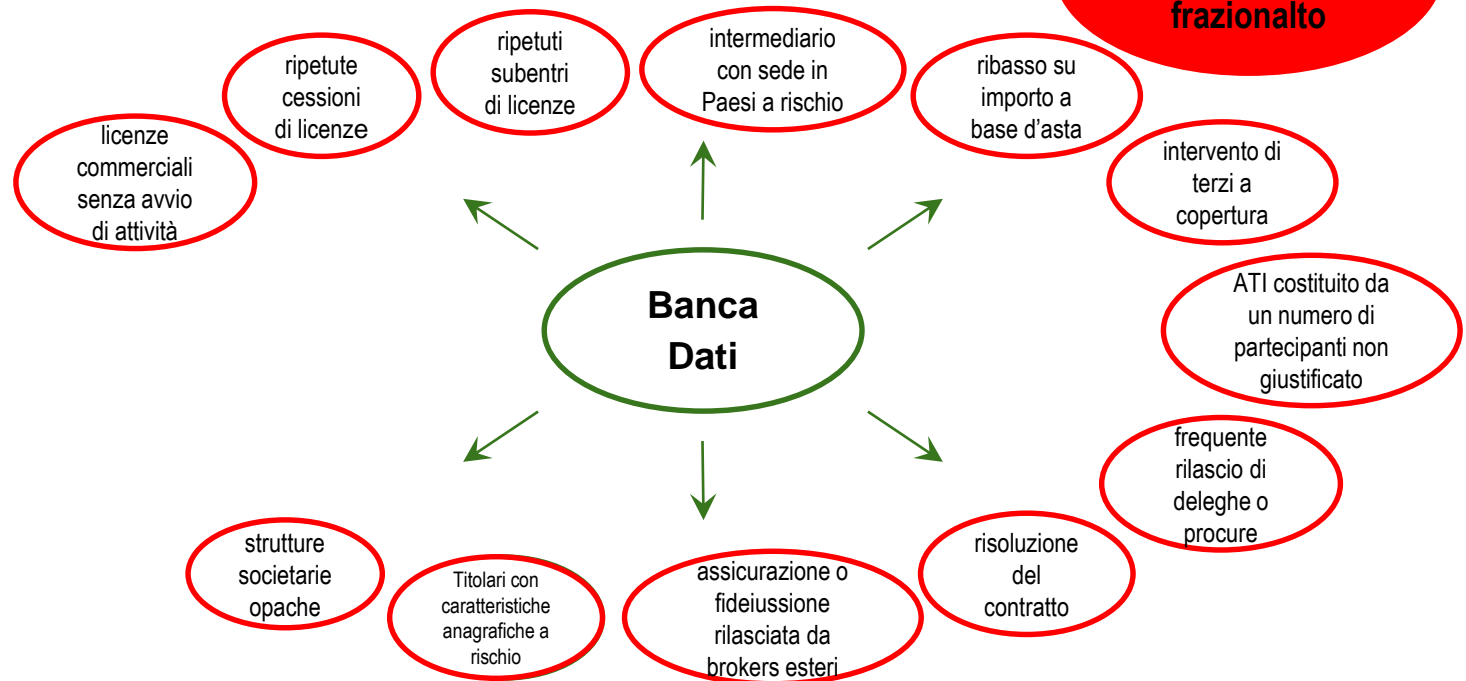 frazionalto
ripetute
cessioni
di licenze
ripetuti
subentri
di licenze
intermediario
con sede in
Paesi a rischio
ribasso su
importo a
base d'asta
licenze
commerciali
senza avvio
di attività
intervento di
terzi a
copertura
Banca
Dati
ATI costituito da
un numero di
partecipanti non
giustificato
frequente
rilascio di
deleghe o
procure
strutture
societarie
opache
Titolari con
caratteristiche
anagrafiche a
rischio
assicurazione o
fideiussione
rilasciata da
brokers esteri
risoluzione
del
contratto